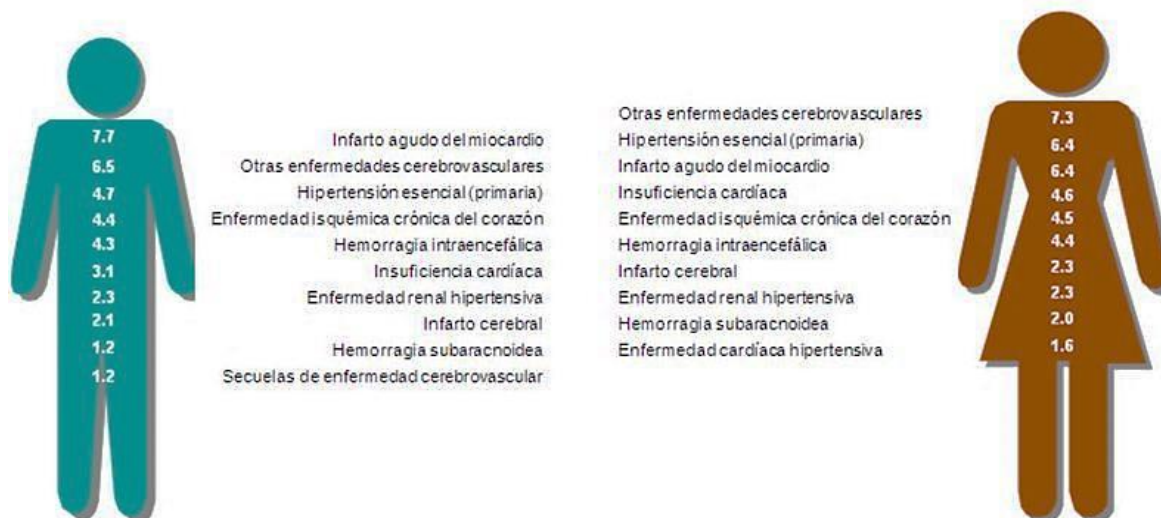 7.7 Infarto agudo del miocardio
6.5 Otras enfermedades cerebrovasculares
4.7 Hipertensión esencial (primaria)
4.4 Enfermedad isquémica crónica del corazón
4.3 Hemorragia intraencefálica
3.1 Insuficiencia cardíaca
2.3 Enfermedad renal hipertensiva
2.1 Infarto cerebral
1.2 Hemorragia subaracnoidea
1.2 Secuelas de enfermedad cerebrovascular
Otras enfermedades cerebrovasculares 7.3
Hipertensión esencial (primaria) 6.4
Infarto agudo del miocardio 6.4
Insuficiencia cardíaca 4.6
Enfermedad isquémica crónica del corazón 4.5
Hemorragia intraencefálica 4.4
Infarto cerebral 2.3
Enfermedad renal hipertensiva 2.3
Hemorragia subaracnoidea 2.0
Enfermedad cardíaca hipertensiva 1.6